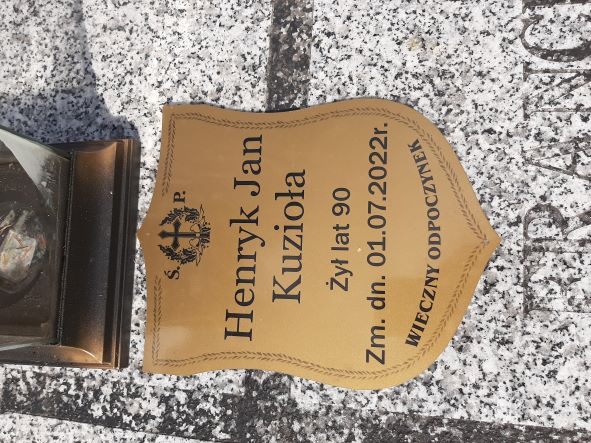 Ś. P.
Henryk Jan
Kuzioła
Żył lat 90
Zm. dn. 01.07.2022r.
WIECZNY ODPOCZYNEK